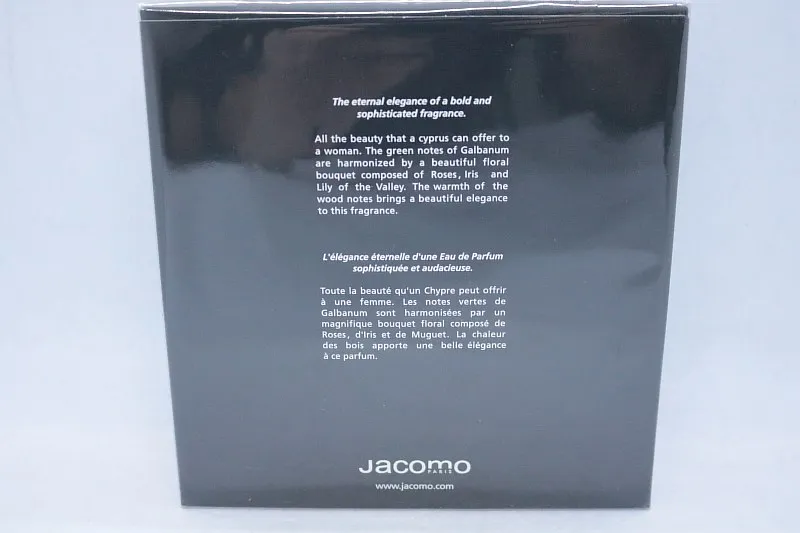 The eternal elegance of a bold and
sophisticated fragrance.
All the beauty that a cyprus can offer to
a woman. The green notes of Galbanum
are harmonized by a beautiful floral
bouquet composed of Roses, Iris and
Lily of the Valley. The warmth of the
wood notes brings a beautiful elegance
to this fragrance.
L'élégance éternelle d'une Eau de Parfum
sophistiquée et audacieuse.
Toute la beauté qu'un Chypre peut offrir
à une femme. Les notes vertes de
Galbanum sont harmonisées par un
magnifique bouquet floral composé de
Roses, d'Iris et de Muguet. La chaleur
des bois apporte une belle élégance
à ce parfum.
Jacomo
PARIS
www.jacomo.com